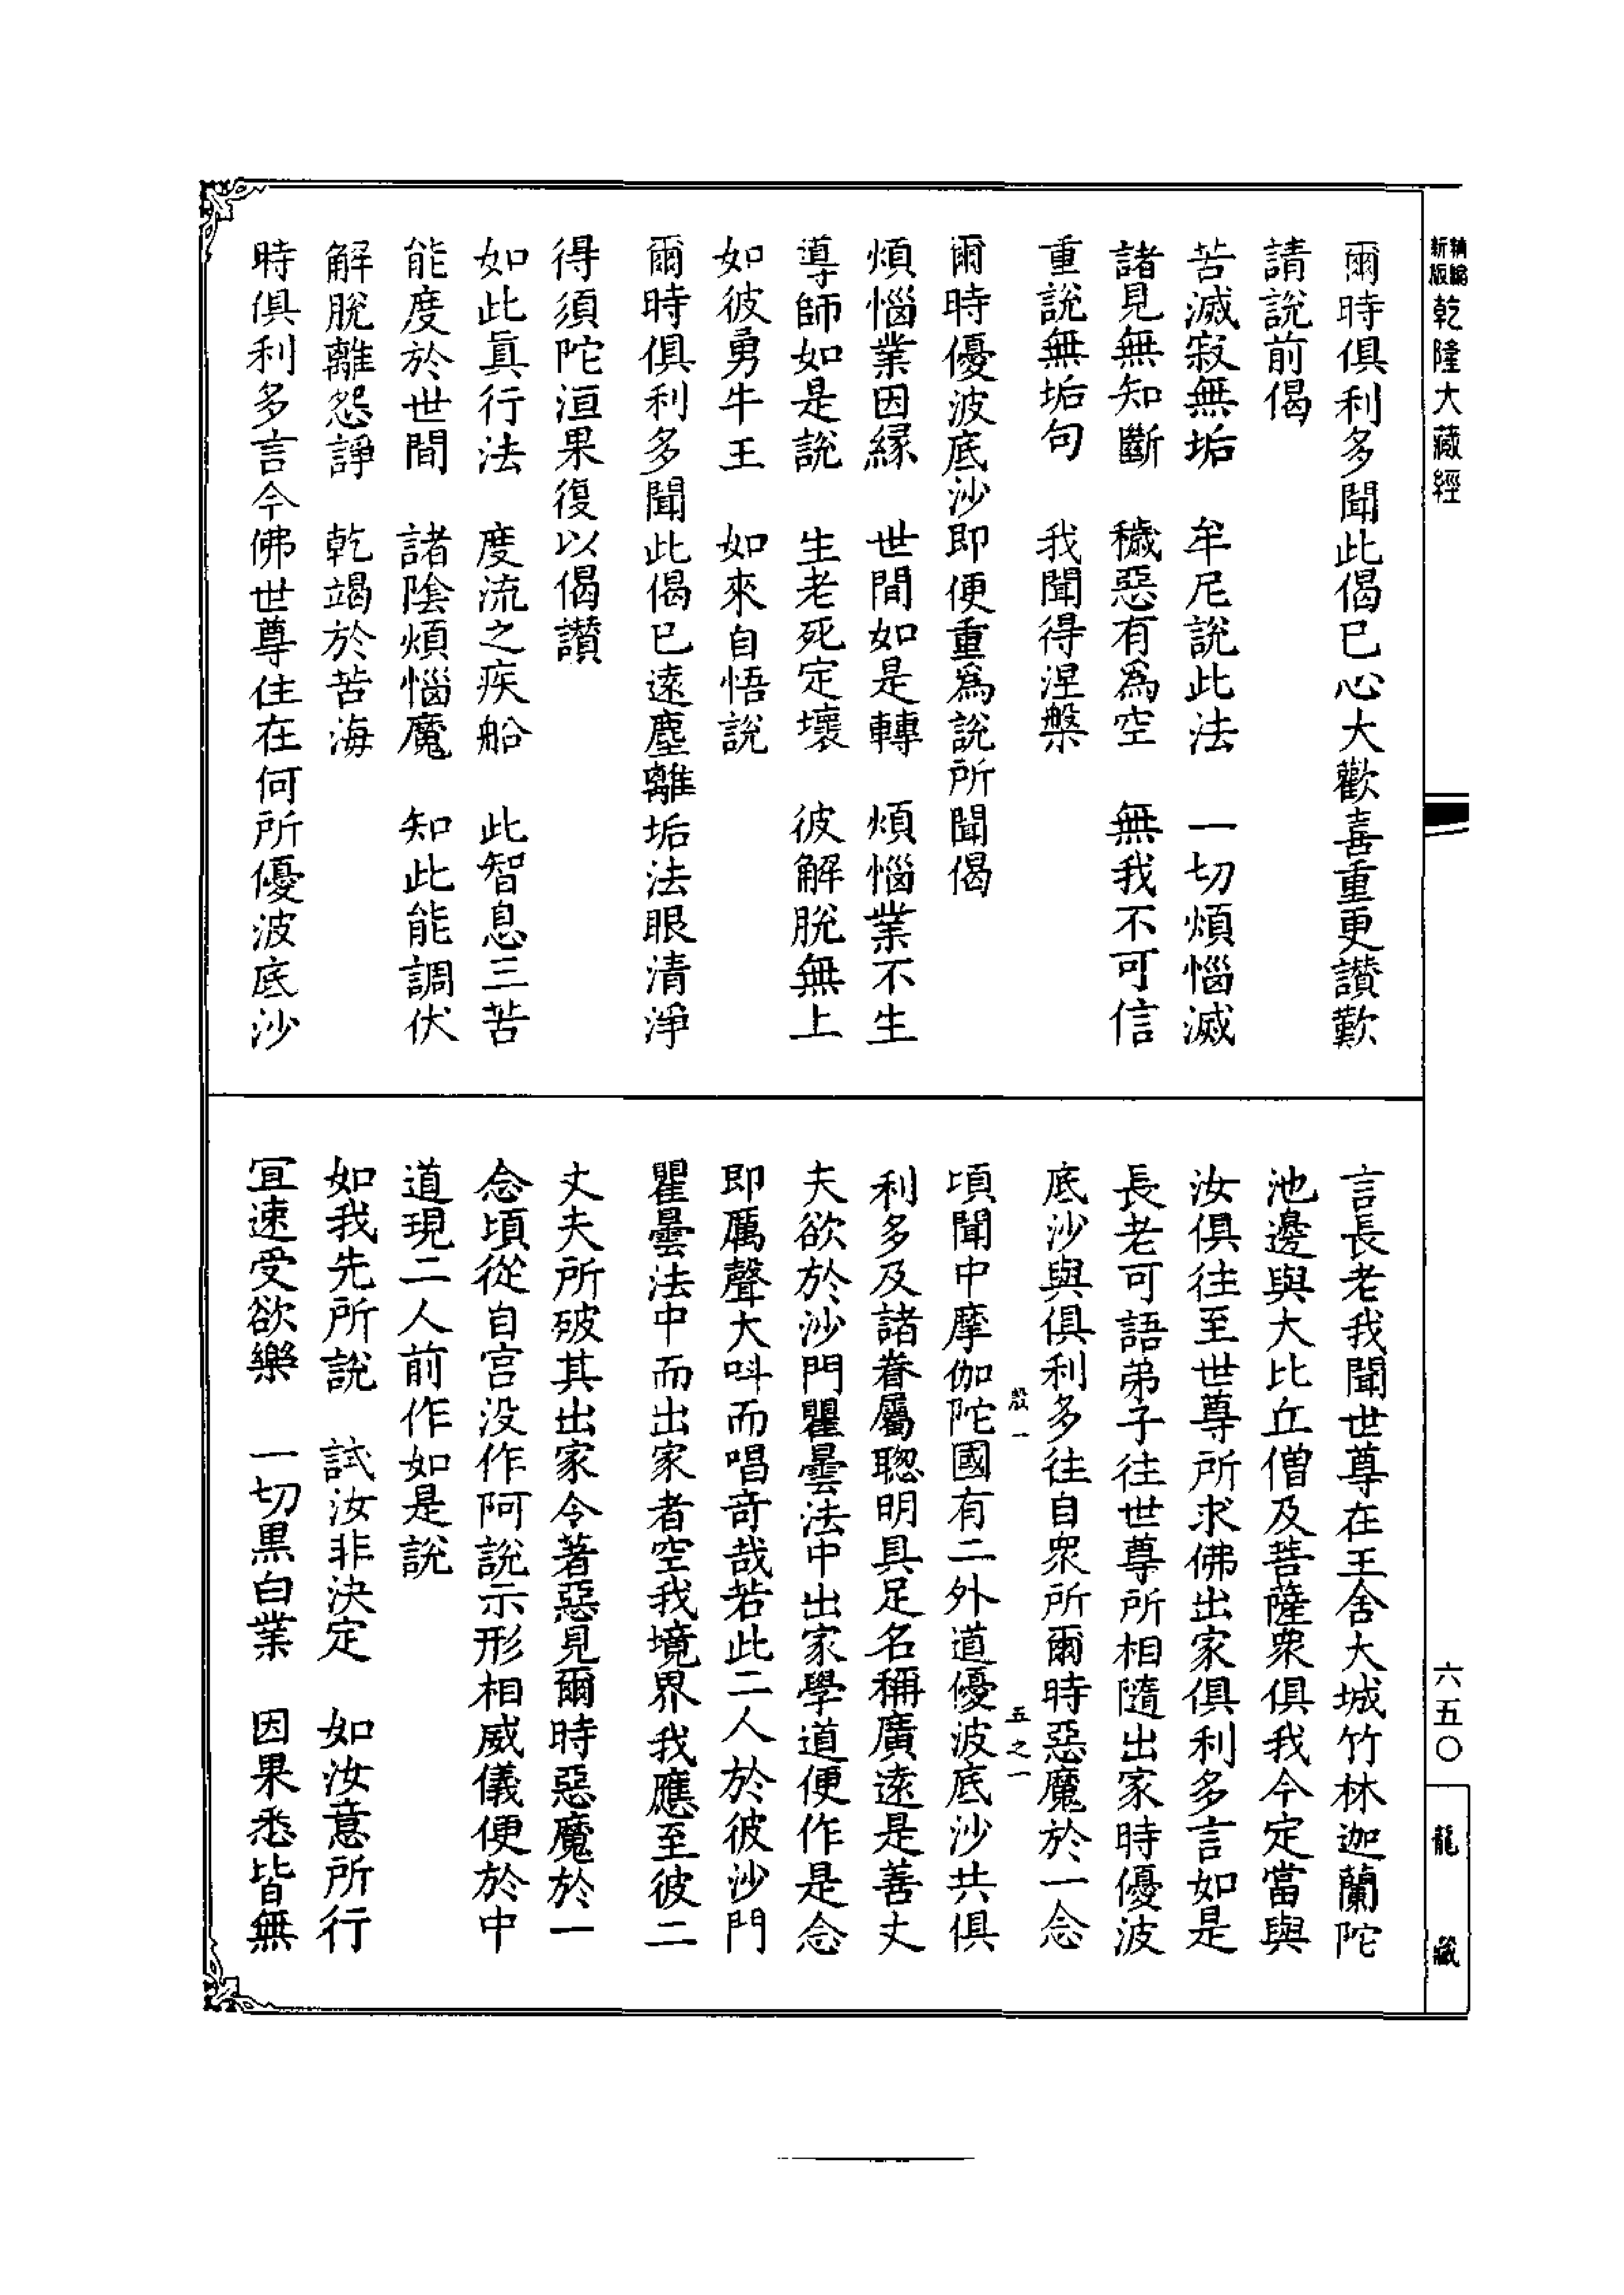 精編
新版
乾隆大藏經
爾時俱利多聞此偈已心大歡喜重更讚歎
請說前偈
苦滅寂無垢　牟尼說此法　一切煩惱滅
諸見無知斷　穢惡有爲空　無我不可信
重說無垢句　我聞得涅槃
爾時優波底沙即便重爲說所聞偈
煩惱業因緣　世間如是轉　煩惱業不生
導師如是說　生老死定壞　彼解脫無上
如彼勇牛王　如來自悟說
爾時俱利多聞此偈已遠塵離垢法眼清淨
得須陀洹果復以偈讚
如此眞行法　度流之疾船　此智息三苦
能度於世間　諸陰煩惱魔　知此能調伏
解脫離怨諍　乾竭於苦海
時俱利多言今佛世尊住在何所優波底沙
言長老我聞世尊在王舍大城竹林迦蘭陀
池邊與大比丘僧及菩薩衆俱我今定當與
汝俱往至世尊所求佛出家俱利多言如是
長老可語弟子往世尊所相隨出家時優波
底沙與俱利多往自衆所爾時惡魔於一念
殷一
五之一
頃聞中摩伽陀國有二外道優波底沙共俱
利多及諸眷屬聰明具足名稱廣遠是善丈
夫欲於沙門瞿曇法中出家學道便作是念
即厲聲大呌而唱奇哉若此二人於彼沙門
瞿曇法中而出家者空我境界我應至彼二
丈夫所破其出家令著惡見爾時惡魔於一
念頃從自宫没作阿說示形相威儀便於中
道現二人前作如是說
如我先所說　試汝非決定　如汝意所行
宜速受欲樂　一切黒白業　因果悉皆無
六五〇
龍藏